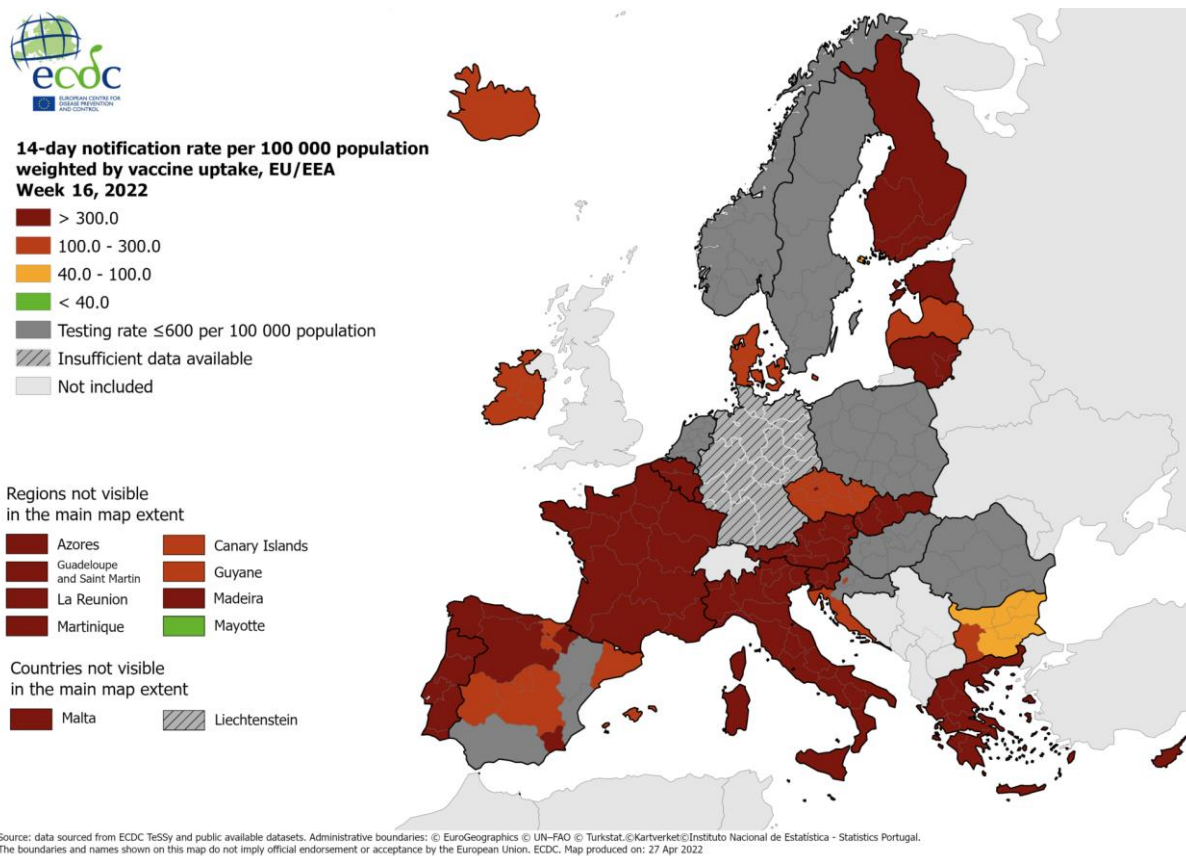 ecdc
EUROPEAN CENTRE FOR
DISEASE PREVENTION
AND CONTROL
14-day notification rate per 100 000 population
weighted by vaccine uptake, EU/EEA
Week 16, 2022
> 300.0
100.0 - 300.0
40.0 - 100.0
< 40.0
Testing rate ≤600 per 100 000 population
Insufficient data available
Not included
Regions not visible
in the main map extent
Azores
Canary Islands
Guadeloupe
and Saint Martin
Guyane
La Reunion
Madeira
Martinique
Mayotte
Countries not visible
in the main map extent
Malta
Liechtenstein
Source: data sourced from ECDC TeSSy and public available datasets. Administrative boundaries: © EuroGeographics © UN–FAO © Turkstat.©Kartverket©Instituto Nacional de Estatística - Statistics Portugal.
The boundaries and names shown on this map do not imply official endorsement or acceptance by the European Union. ECDC. Map produced on: 27 Apr 2022